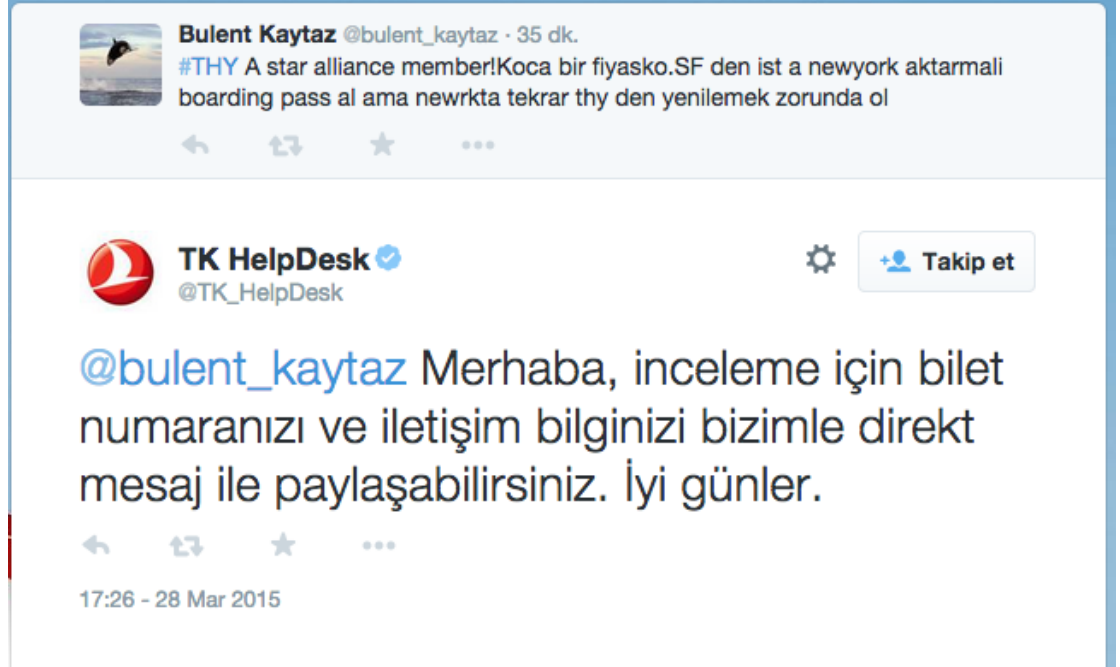 Bulent Kaytaz @bulent_kaytaz · 35 dk.
#THY A star alliance member!Koca bir fiyasko.SF den ist a newyork aktarmali
boarding pass al ama newrkta tekrar thy den yenilemek zorunda ol
TK HelpDesk
@TK_HelpDesk
Takip et
@bulent_kaytaz Merhaba, inceleme için bilet
numaranızı ve iletişim bilginizi bizimle direkt
mesaj ile paylaşabilirsiniz. İyi günler.
17:26 - 28 Mar 2015